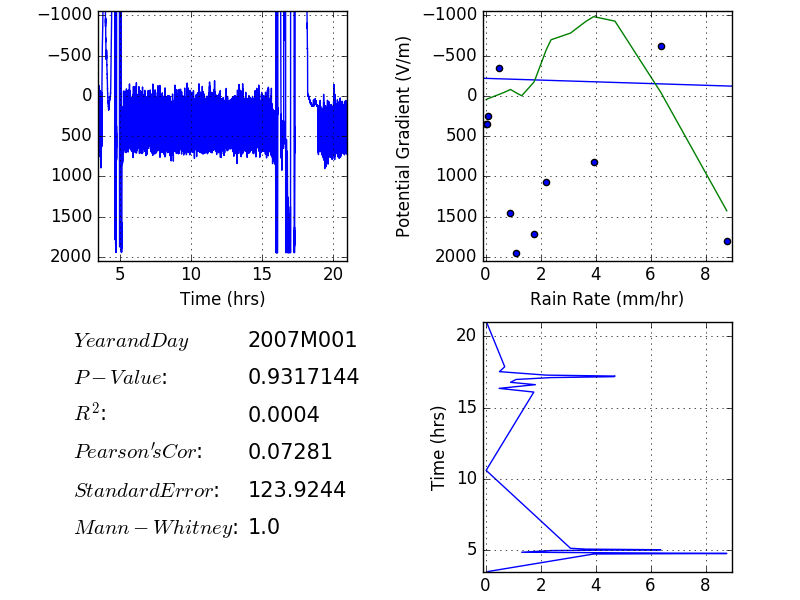 −1000
−500
0
500
1000
1500
2000
5 10 15 20
Time (hrs)
Potential Gradient (V/m)
−1000
−500
0
500
1000
1500
2000
0 2 4 6 8
Rain Rate (mm/hr)
YearandDay 2007M001
P − Value: 0.9317144
R²: 0.0004
Pearson'sCor: 0.07281
StandardError: 123.9244
Mann − Whitney: 1.0
Time (hrs)
20
15
10
5
0 2 4 6 8